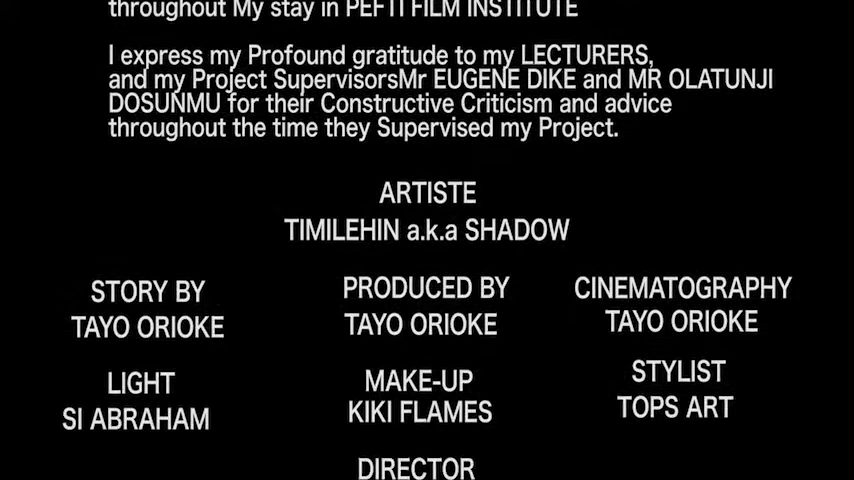 throughout My stay in PEFTI FILM INSTITUTE
I express my Profound gratitude to my LECTURERS,
and my Project SupervisorsMr EUGENE DIKE and MR OLATUNJI
DOSUNMU for their Constructive Criticism and advice
throughout the time they Supervised my Project.
ARTISTE
TIMILEHIN a.k.a SHADOW
STORY BY
TAYO ORIOKE
PRODUCED BY
TAYO ORIOKE
CINEMATOGRAPHY
TAYO ORIOKE
LIGHT
SI ABRAHAM
MAKE-UP
KIKI FLAMES
STYLIST
TOPS ART
DIRECTOR